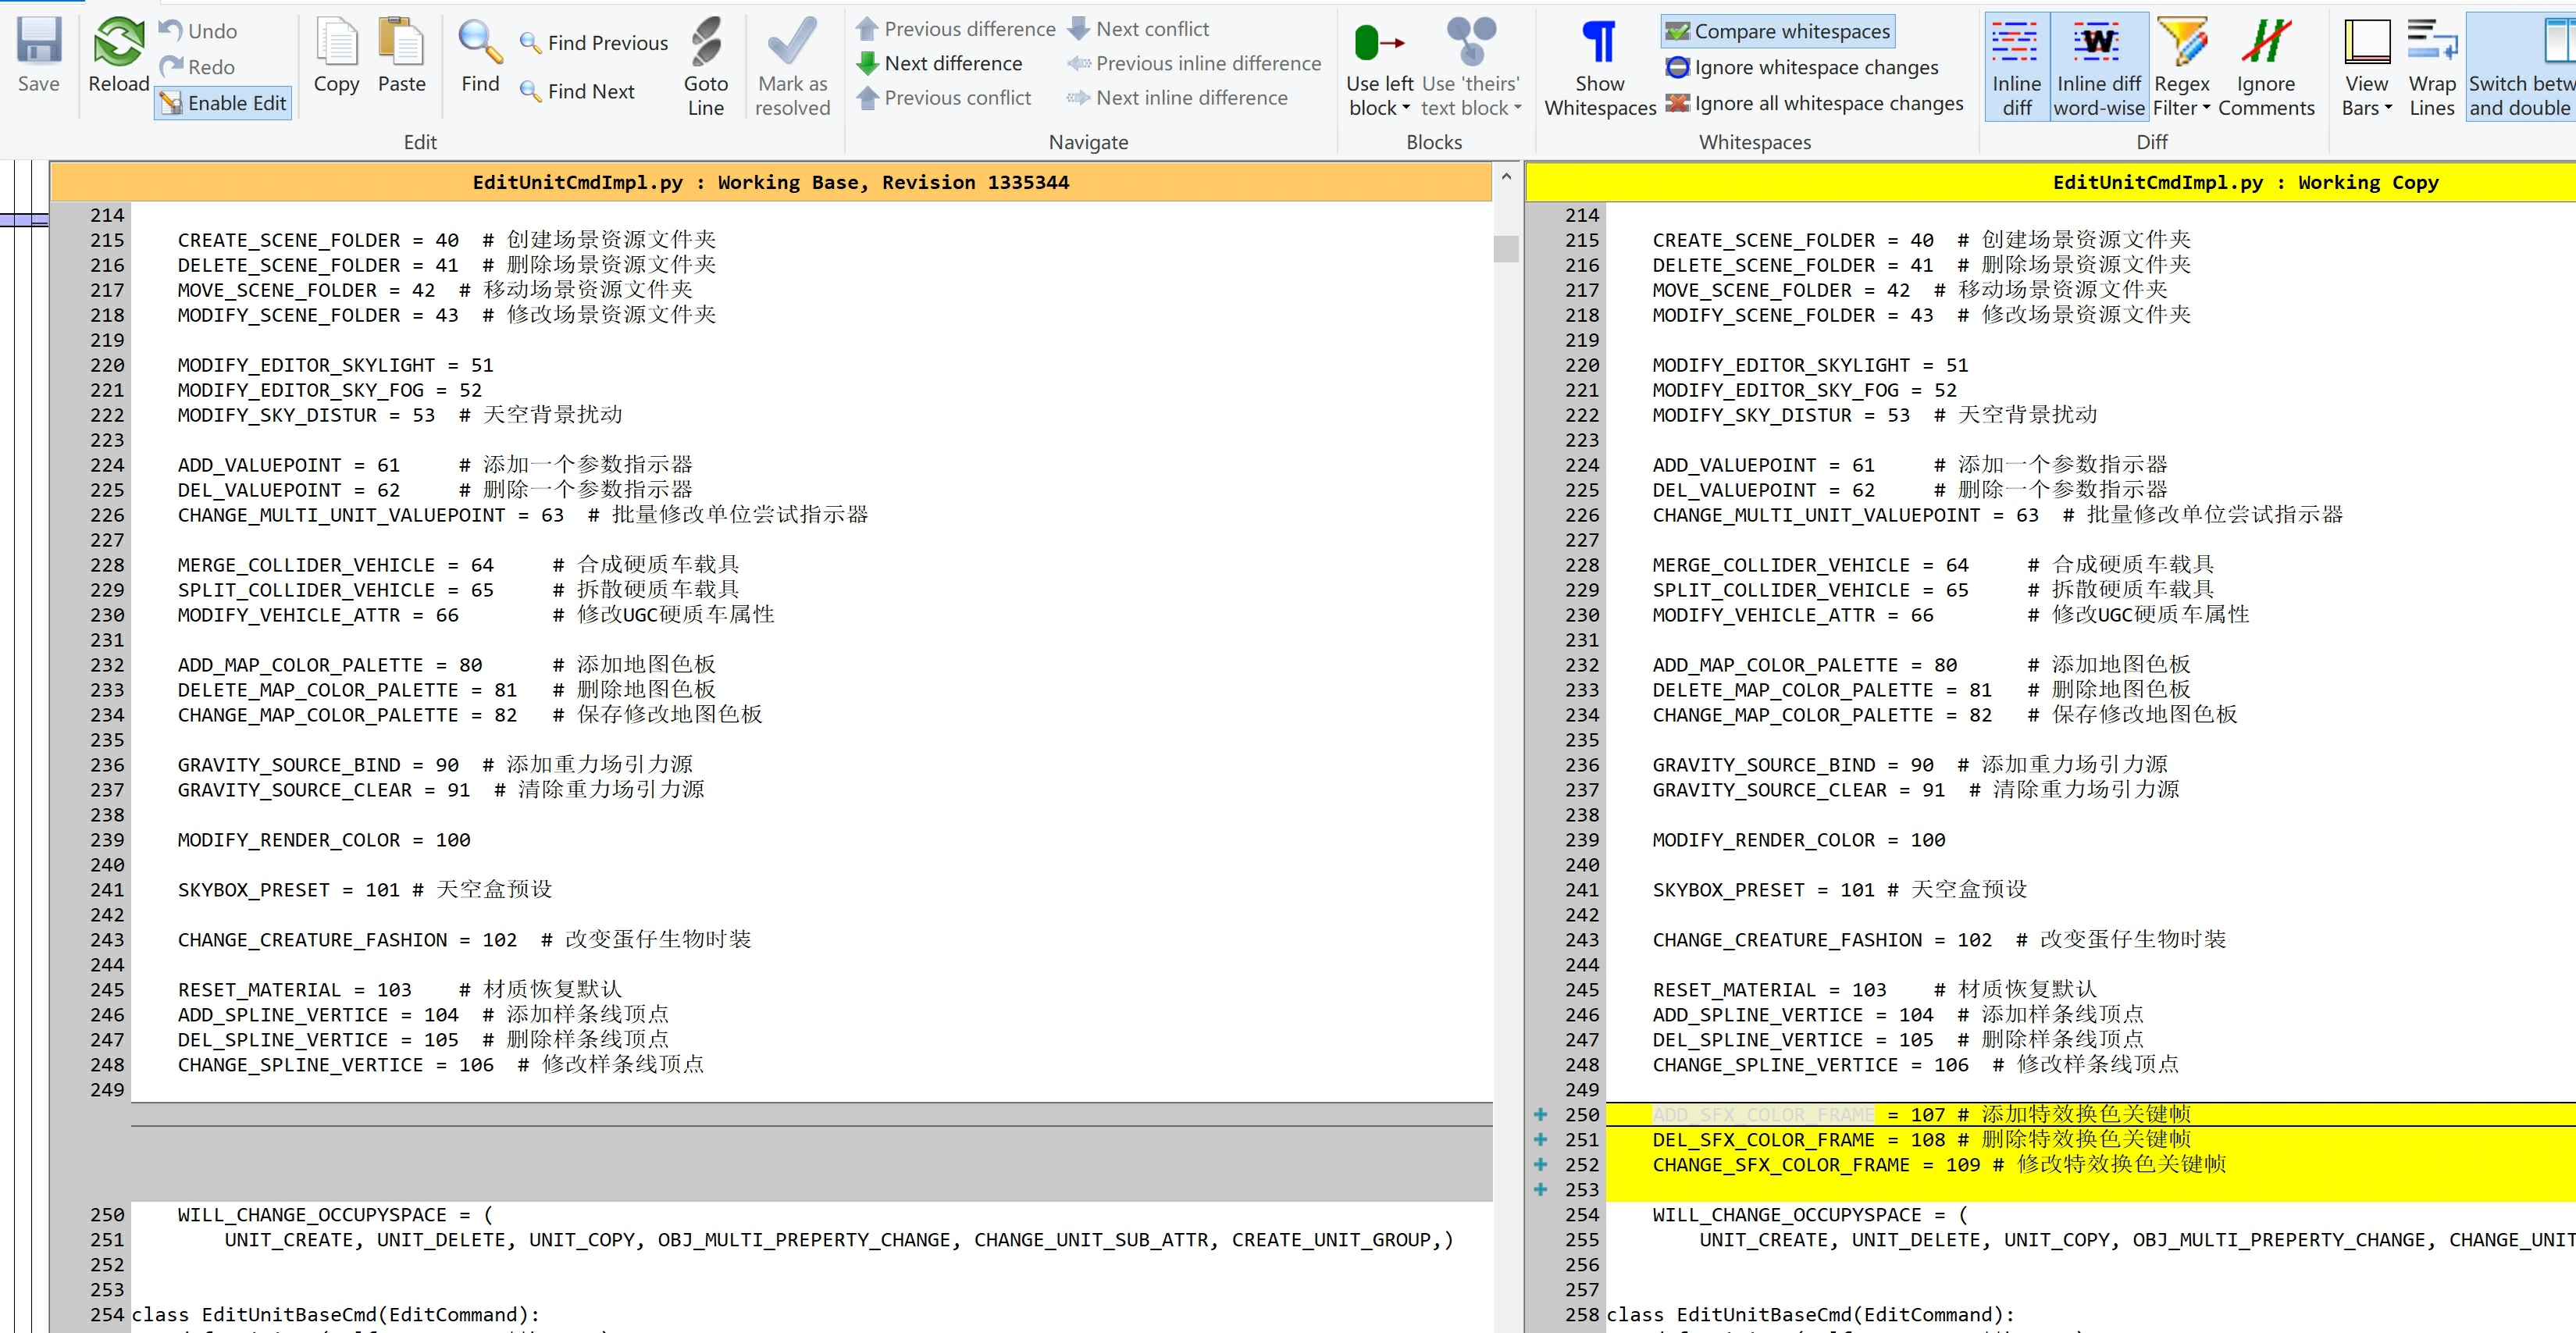 Save
Reload
Undo
Redo
Enable Edit
Copy
Paste
Find
Find Previous
Find Next
Goto
Line
Mark as
resolved
Edit
Previous difference
Next difference
Previous conflict
Next conflict
Previous inline difference
Next inline difference
Navigate
Use left
block
Use 'theirs'
text block
Blocks
Show
Whitespaces
Compare whitespaces
Ignore whitespace changes
Ignore all whitespace changes
Whitespaces
Inline
diff
Inline diff
word-wise
Regex
Filter
Ignore
Comments
Diff
View
Bars
Wrap
Lines
Switch betw
and double
EditUnitCmdImpl.py : Working Base, Revision 1335344
214
215 CREATE_SCENE_FOLDER = 40 # 创建场景资源文件夹
216 DELETE_SCENE_FOLDER = 41 # 删除场景资源文件夹
217 MOVE_SCENE_FOLDER = 42 # 移动场景资源文件夹
218 MODIFY_SCENE_FOLDER = 43 # 修改场景资源文件夹
219
220 MODIFY_EDITOR_SKYLIGHT = 51
221 MODIFY_EDITOR_SKY_FOG = 52
222 MODIFY_SKY_DISTUR = 53 # 天空背景扰动
223
224 ADD_VALUEPOINT = 61 # 添加一个参数指示器
225 DEL_VALUEPOINT = 62 # 删除一个参数指示器
226 CHANGE_MULTI_UNIT_VALUEPOINT = 63 # 批量修改单位尝试指示器
227
228 MERGE_COLLIDER_VEHICLE = 64 # 合成硬质车载具
229 SPLIT_COLLIDER_VEHICLE = 65 # 拆散硬质车载具
230 MODIFY_VEHICLE_ATTR = 66 # 修改UGC硬质车属性
231
232 ADD_MAP_COLOR_PALETTE = 80 # 添加地图色板
233 DELETE_MAP_COLOR_PALETTE = 81 # 删除地图色板
234 CHANGE_MAP_COLOR_PALETTE = 82 # 保存修改地图色板
235
236 GRAVITY_SOURCE_BIND = 90 # 添加重力场引力源
237 GRAVITY_SOURCE_CLEAR = 91 # 清除重力场引力源
238
239 MODIFY_RENDER_COLOR = 100
240
241 SKYBOX_PRESET = 101 # 天空盒预设
242
243 CHANGE_CREATURE_FASHION = 102 # 改变蛋仔生物时装
244
245 RESET_MATERIAL = 103 # 材质恢复默认
246 ADD_SPLINE_VERTICE = 104 # 添加样条线顶点
247 DEL_SPLINE_VERTICE = 105 # 删除样条线顶点
248 CHANGE_SPLINE_VERTICE = 106 # 修改样条线顶点
249
250 WILL_CHANGE_OCCUPYSPACE = (
251 UNIT_CREATE, UNIT_DELETE, UNIT_COPY, OBJ_MULTI_PREPERTY_CHANGE, CHANGE_UNIT_SUB_ATTR, CREATE_UNIT_GROUP,)
252
253
254 class EditUnitBaseCmd(EditCommand):
EditUnitCmdImpl.py : Working Copy
214
215 CREATE_SCENE_FOLDER = 40 # 创建场景资源文件夹
216 DELETE_SCENE_FOLDER = 41 # 删除场景资源文件夹
217 MOVE_SCENE_FOLDER = 42 # 移动场景资源文件夹
218 MODIFY_SCENE_FOLDER = 43 # 修改场景资源文件夹
219
220 MODIFY_EDITOR_SKYLIGHT = 51
221 MODIFY_EDITOR_SKY_FOG = 52
222 MODIFY_SKY_DISTUR = 53 # 天空背景扰动
223
224 ADD_VALUEPOINT = 61 # 添加一个参数指示器
225 DEL_VALUEPOINT = 62 # 删除一个参数指示器
226 CHANGE_MULTI_UNIT_VALUEPOINT = 63 # 批量修改单位尝试指示器
227
228 MERGE_COLLIDER_VEHICLE = 64 # 合成硬质车载具
229 SPLIT_COLLIDER_VEHICLE = 65 # 拆散硬质车载具
230 MODIFY_VEHICLE_ATTR = 66 # 修改UGC硬质车属性
231
232 ADD_MAP_COLOR_PALETTE = 80 # 添加地图色板
233 DELETE_MAP_COLOR_PALETTE = 81 # 删除地图色板
234 CHANGE_MAP_COLOR_PALETTE = 82 # 保存修改地图色板
235
236 GRAVITY_SOURCE_BIND = 90 # 添加重力场引力源
237 GRAVITY_SOURCE_CLEAR = 91 # 清除重力场引力源
238
239 MODIFY_RENDER_COLOR = 100
240
241 SKYBOX_PRESET = 101 # 天空盒预设
242
243 CHANGE_CREATURE_FASHION = 102 # 改变蛋仔生物时装
244
245 RESET_MATERIAL = 103 # 材质恢复默认
246 ADD_SPLINE_VERTICE = 104 # 添加样条线顶点
247 DEL_SPLINE_VERTICE = 105 # 删除样条线顶点
248 CHANGE_SPLINE_VERTICE = 106 # 修改样条线顶点
249
250 ADD_SFX_COLOR_FRAME = 107 # 添加特效换色关键帧
251 DEL_SFX_COLOR_FRAME = 108 # 删除特效换色关键帧
252 CHANGE_SFX_COLOR_FRAME = 109 # 修改特效换色关键帧
253
254 WILL_CHANGE_OCCUPYSPACE = (
255 UNIT_CREATE, UNIT_DELETE, UNIT_COPY, OBJ_MULTI_PREPERTY_CHANGE, CHANGE_UNIT
256
257
258 class EditUnitBaseCmd(EditCommand):